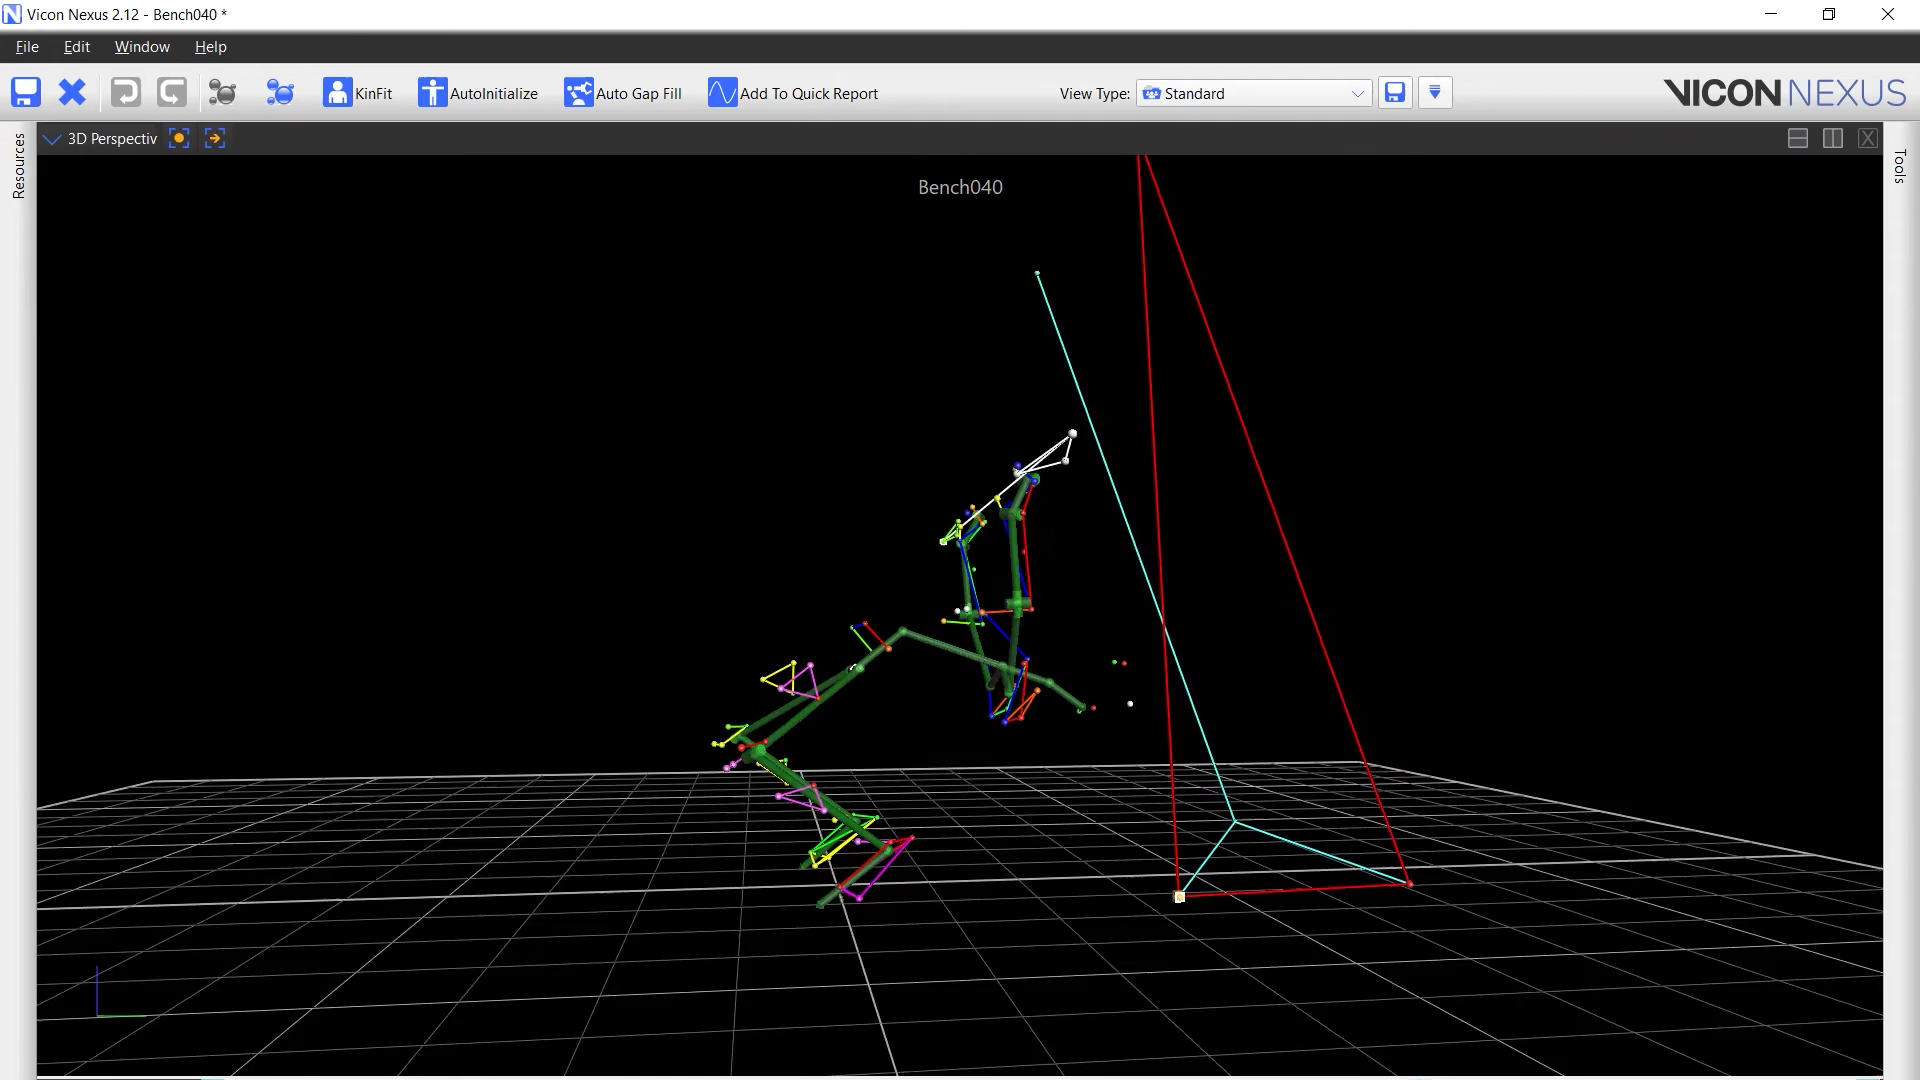 Vicon Nexus 2.12 - Bench040 *
File Edit Window Help
KinFit AutoInitialize Auto Gap Fill Add To Quick Report View Type: Standard VICON NEXUS
Resources
3D Perspectiv
Tools
Bench040